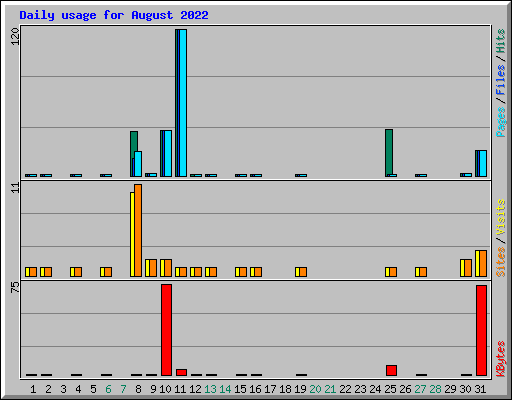 Daily usage for August 2022
120
Pages / Files / Hits
11
Sites / Visits
75
KBytes
1 2 3 4 5 6 7 8 9 10 11 12 13 14 15 16 17 18 19 20 21 22 23 24 25 26 27 28 29 30 31